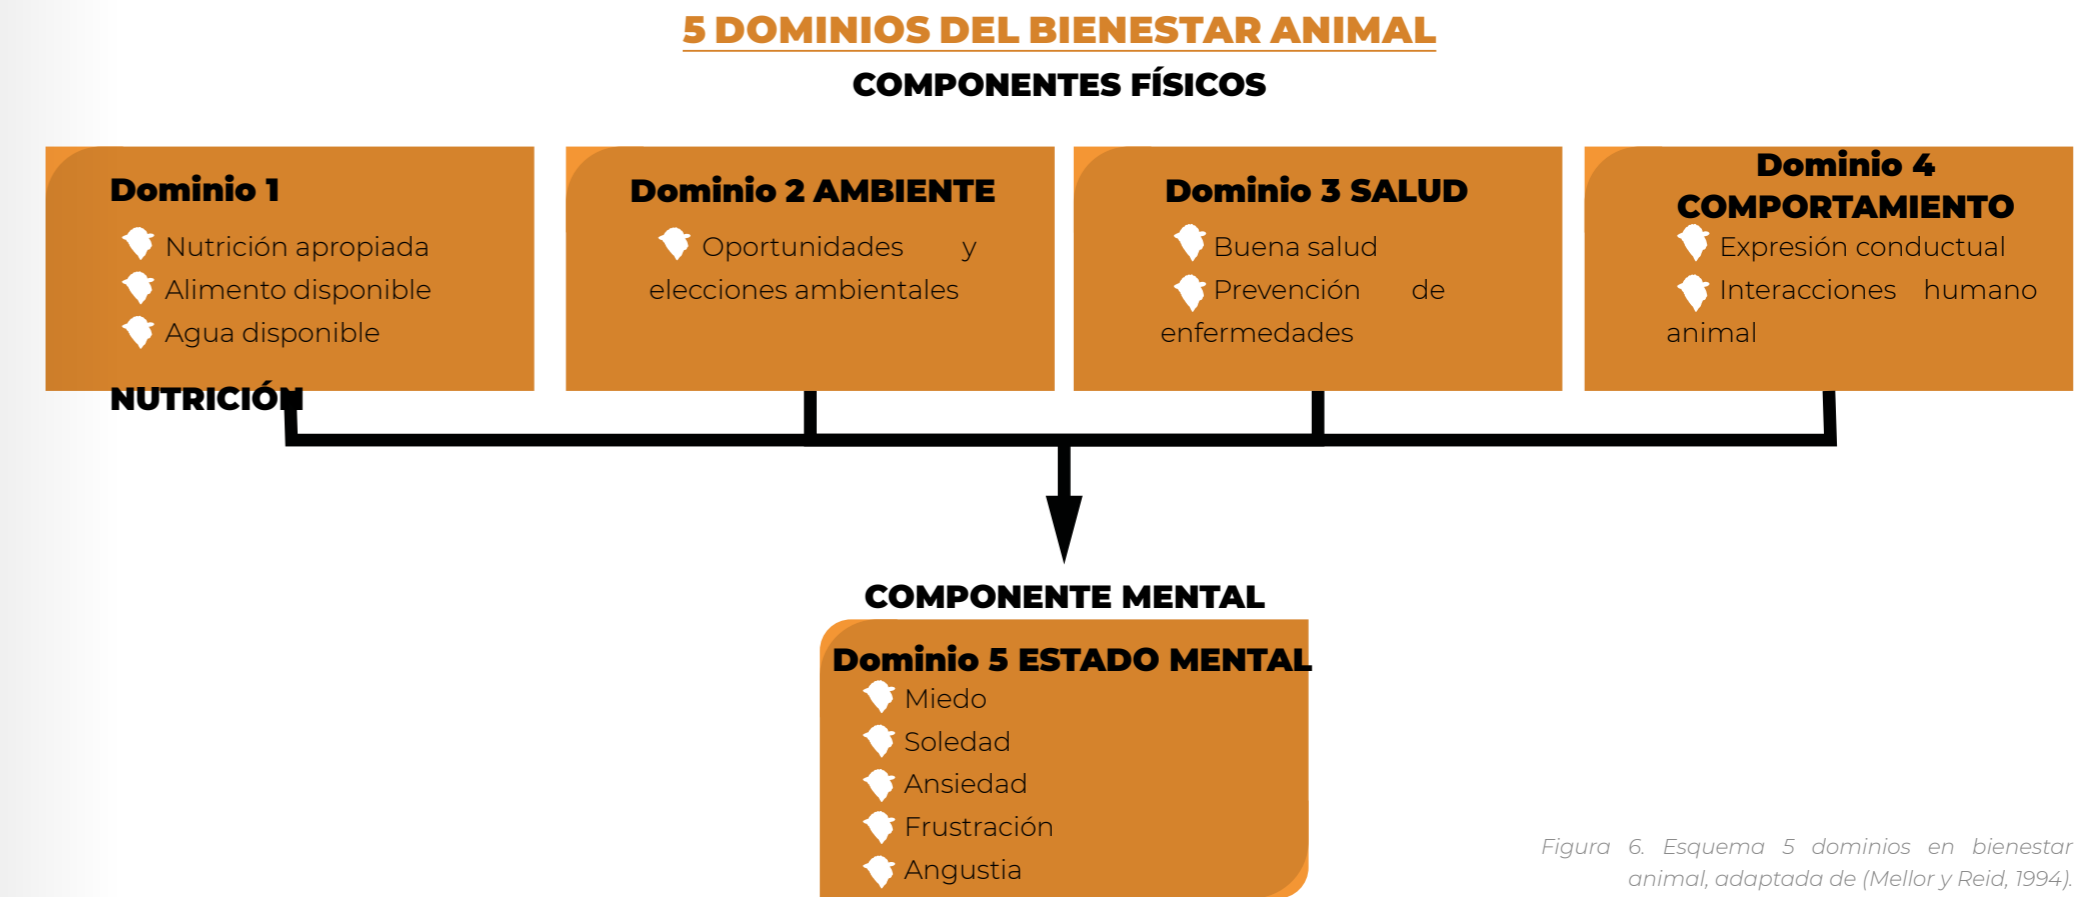 5 DOMINIOS DEL BIENESTAR ANIMAL
COMPONENTES FÍSICOS
Dominio 1
Nutrición apropiada
Alimento disponible
Agua disponible
NUTRICIÓN
Dominio 2 AMBIENTE
Oportunidades y
elecciones ambientales
Dominio 3 SALUD
Buena salud
Prevención de
enfermedades
Dominio 4
COMPORTAMIENTO
Expresión conductual
Interacciones humano
animal
COMPONENTE MENTAL
Dominio 5 ESTADO MENTAL
Miedo
Soledad
Ansiedad
Frustración
Angustia
Figura 6. Esquema 5 dominios en bienestar
animal, adaptada de (Mellor y Reid, 1994).